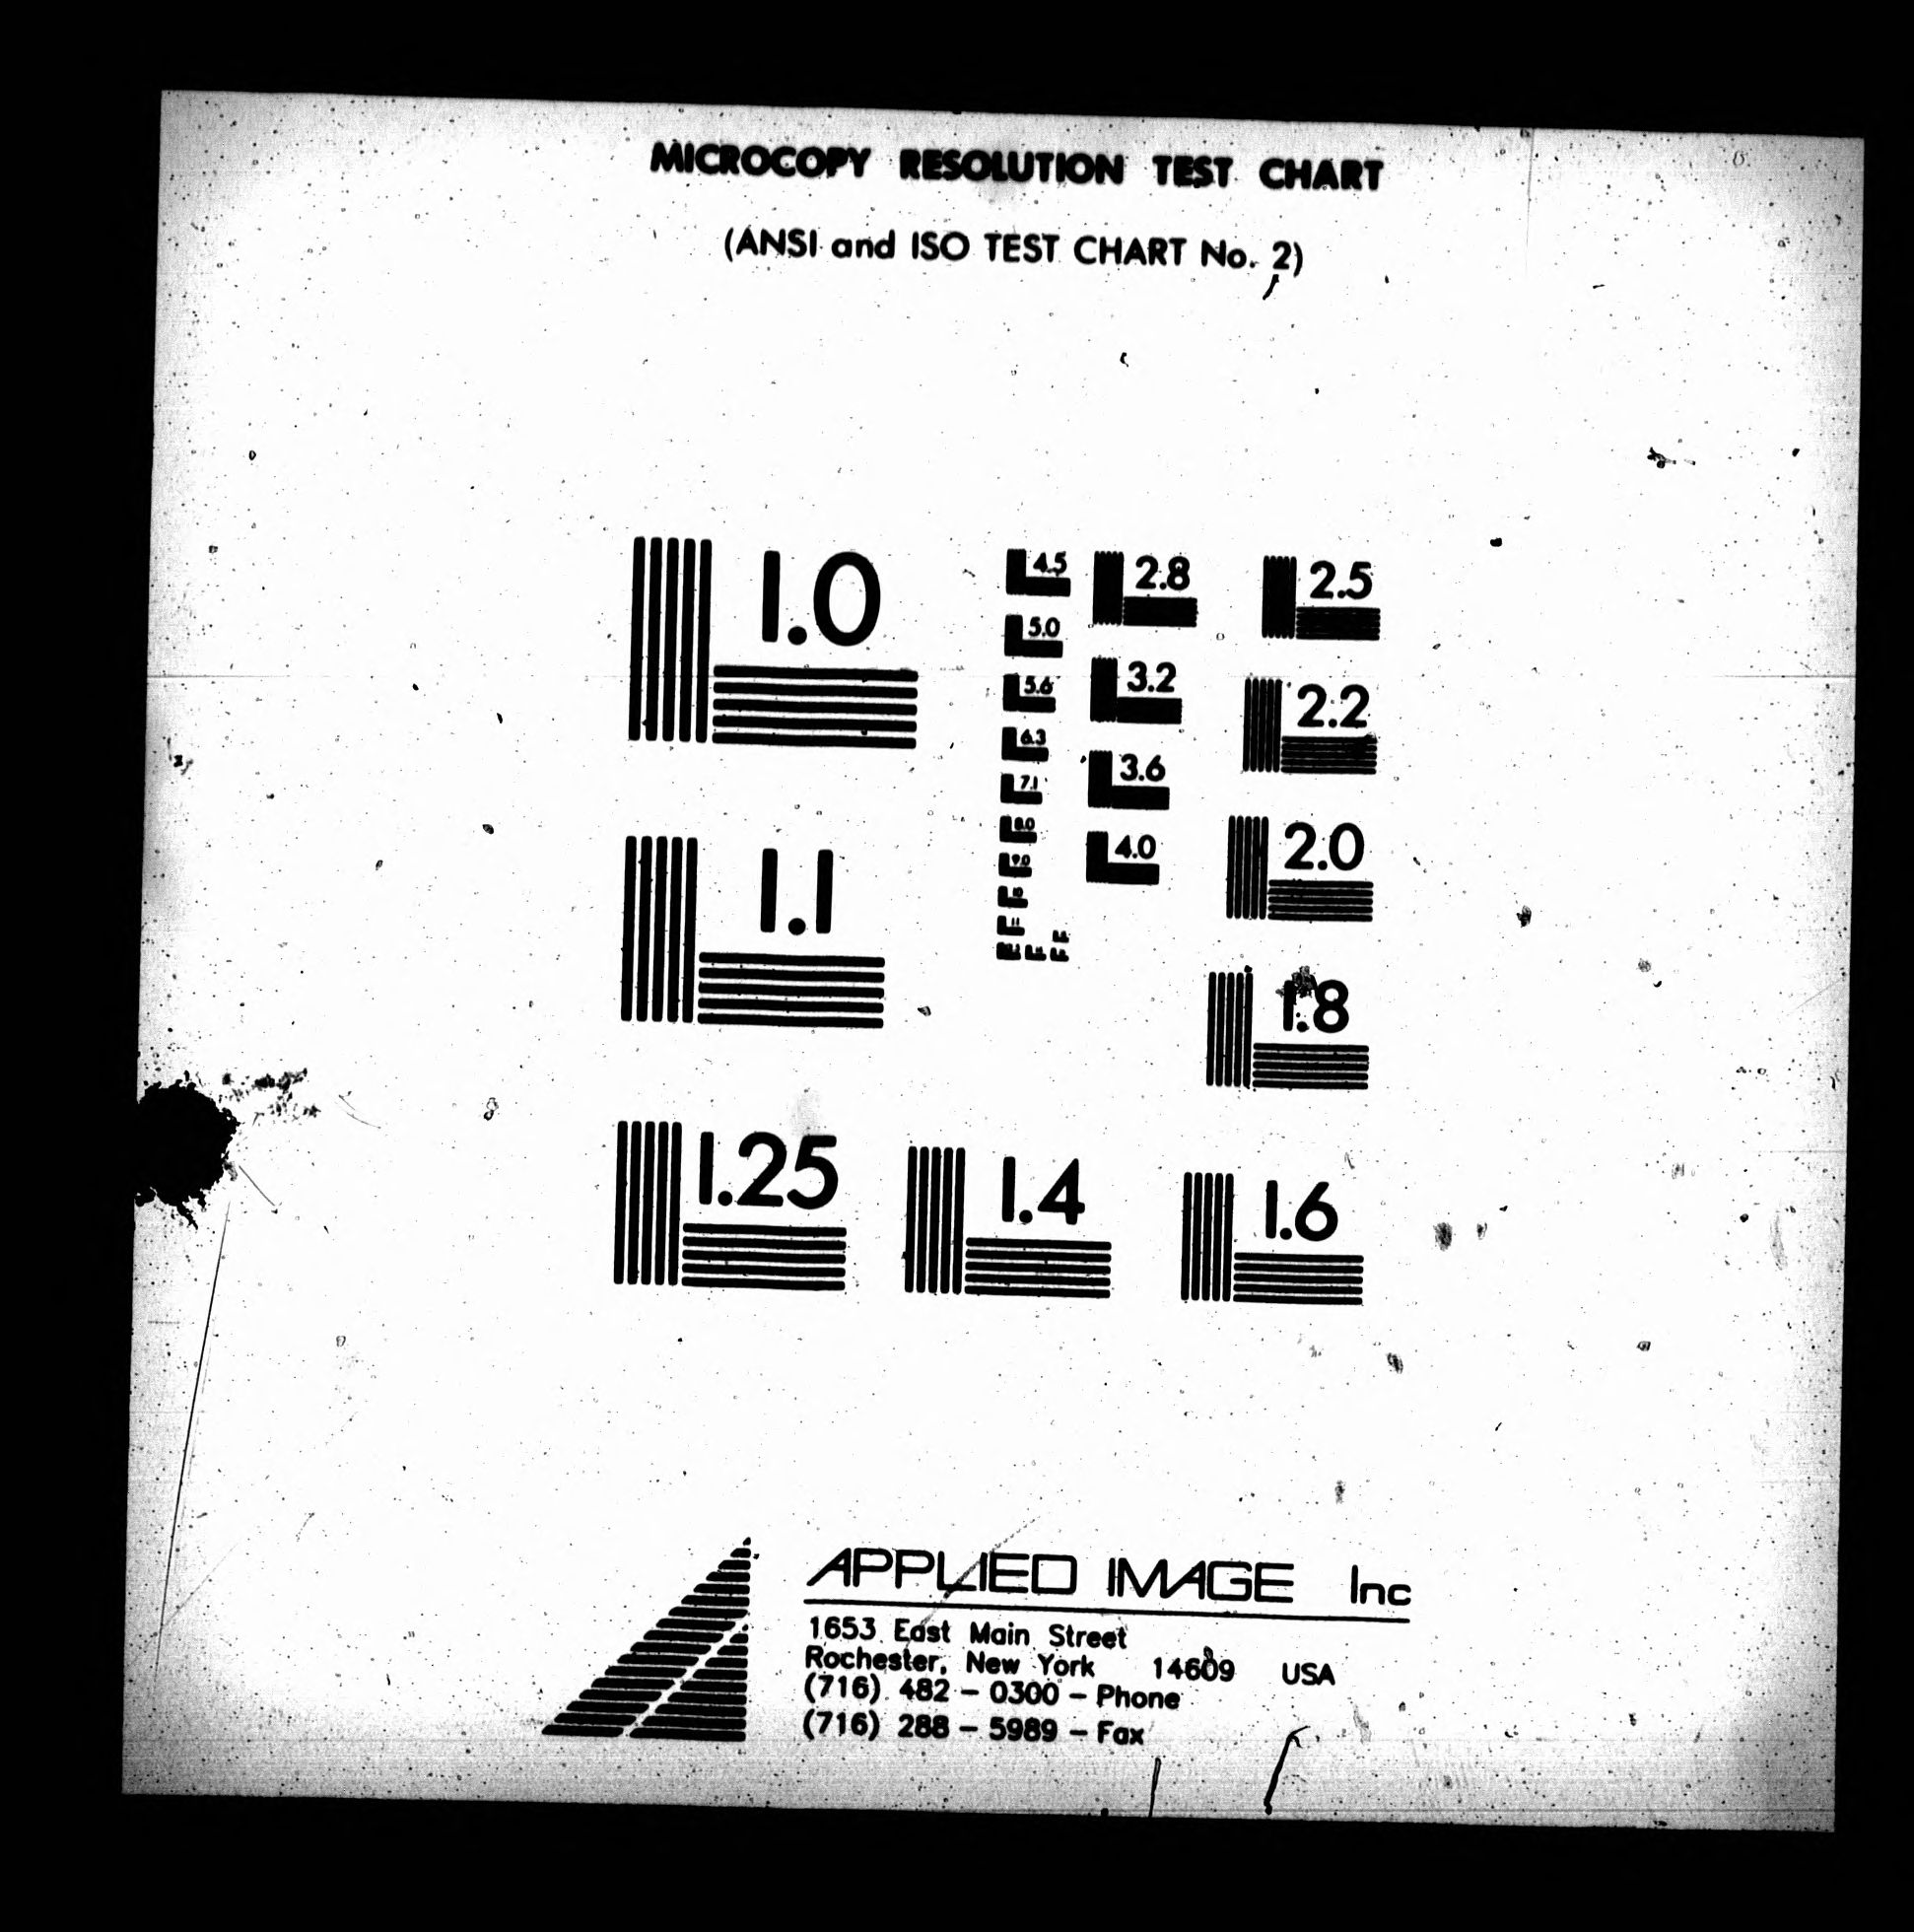 MICROCOPY RESOLUTION TEST CHART
(ANSI and ISO TEST CHART No. 2)
1.0
1.1
1.25
1.4
1.6
1.8
2.0
2.2
2.5
2.8
3.2
3.6
4.0
4.5
5.0
5.6
6.3
7.1
8.0
9.0
APPLIED IMAGE Inc
1653 East Main Street
Rochester, New York 14609 USA
(716) 482 - 0300 - Phone
(716) 288 - 5989 - Fax